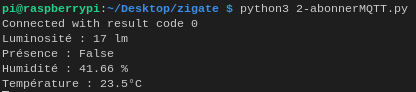 pi@raspberrypi:~/Desktop/zigate $ python3 2-abonnerMQTT.py
Connected with result code 0
Luminosité : 17 lm
Présence : False
Humidité : 41.66 %
Température : 23.5°C